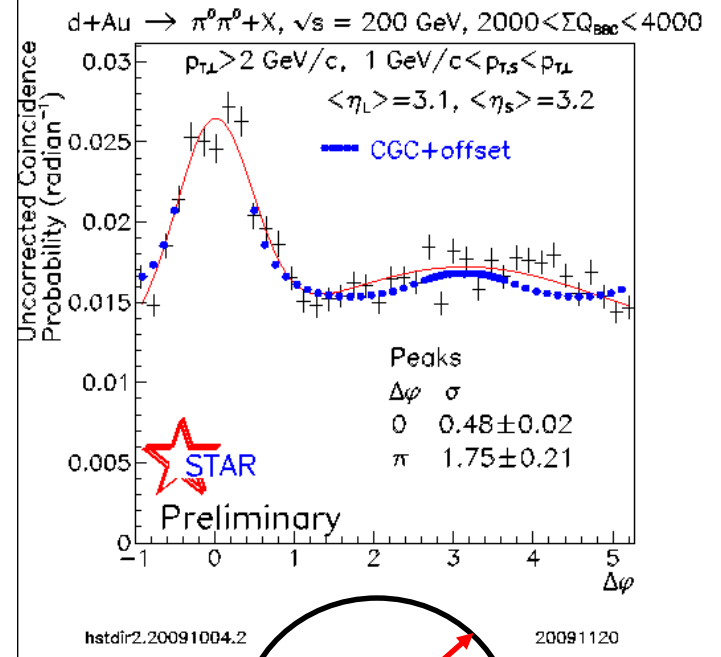 d+Au → π⁰π⁰+X, √s = 200 GeV, 2000<ΣQ_BBC<4000
p_T,L>2 GeV/c, 1 GeV/c<p_T,S<p_T,L
<η_L>=3.1, <η_S>=3.2
CGC+offset
Uncorrected Coincidence
Probability (radian⁻¹)
0.03
0.025
0.02
0.015
0.01
0.005
0
Peaks
Δφ σ
0 0.48±0.02
π 1.75±0.21
STAR
Preliminary
-1 0 1 2 3 4 5
Δφ
hstdir2.20091004.2 20091120